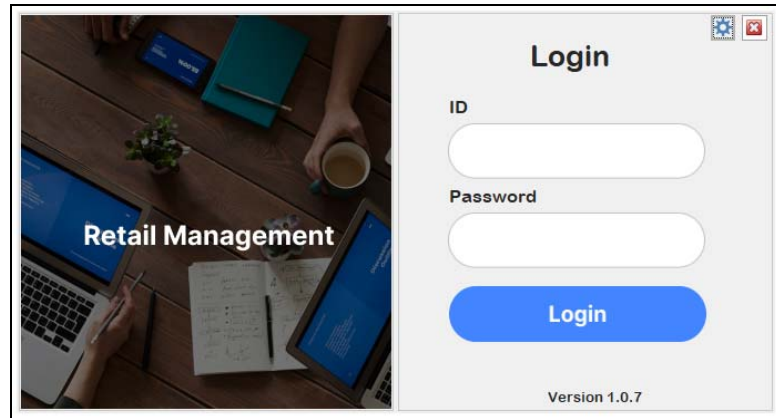 Retail Management
Login
ID
Password
Login
Version 1.0.7